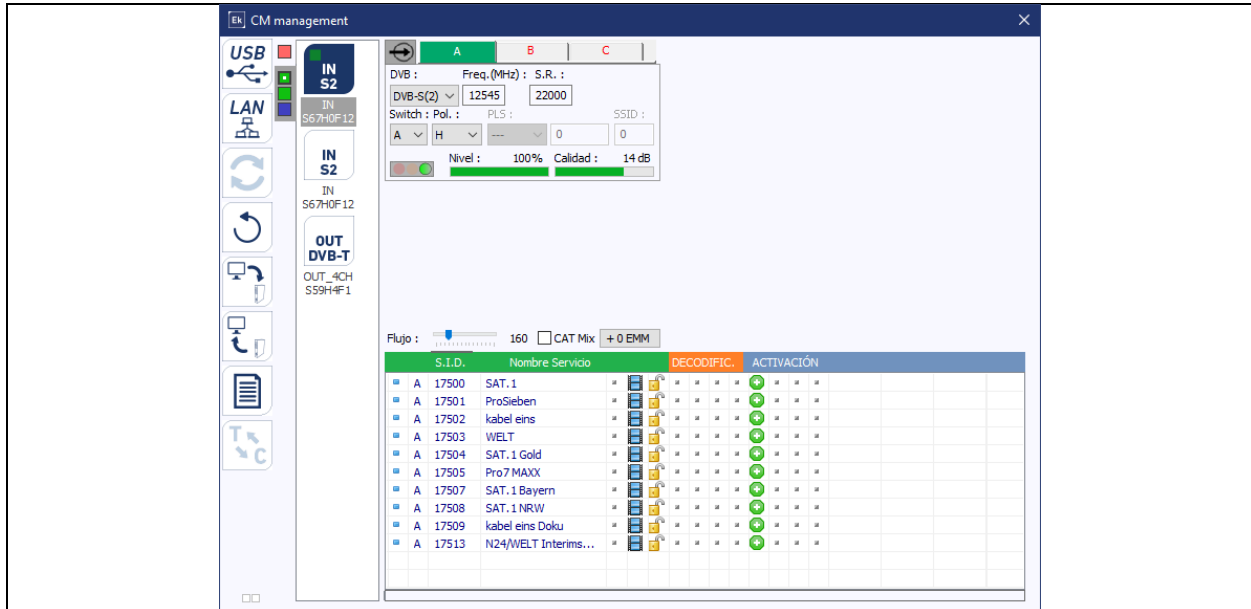 Ek CM management
USB
LAN
T C
IN
S2
IN
S67H0F12
IN
S2
IN
S67H0F12
OUT
DVB-T
OUT_4CH
S59H4F1
A B C
DVB : Freq.(MHz) : S.R. :
DVB-S(2) 12545 22000
Switch : Pol. : PLS : SSID :
A H --- 0 0
Nivel : 100% Calidad : 14 dB
Flujo : 160 CAT Mix + 0 EMM
S.I.D. Nombre Servicio DECODIFIC. ACTIVACIÓN
A 17500 SAT.1
A 17501 ProSieben
A 17502 kabel eins
A 17503 WELT
A 17504 SAT.1 Gold
A 17505 Pro7 MAXX
A 17507 SAT.1 Bayern
A 17508 SAT.1 NRW
A 17509 kabel eins Doku
A 17513 N24/WELT Interims...